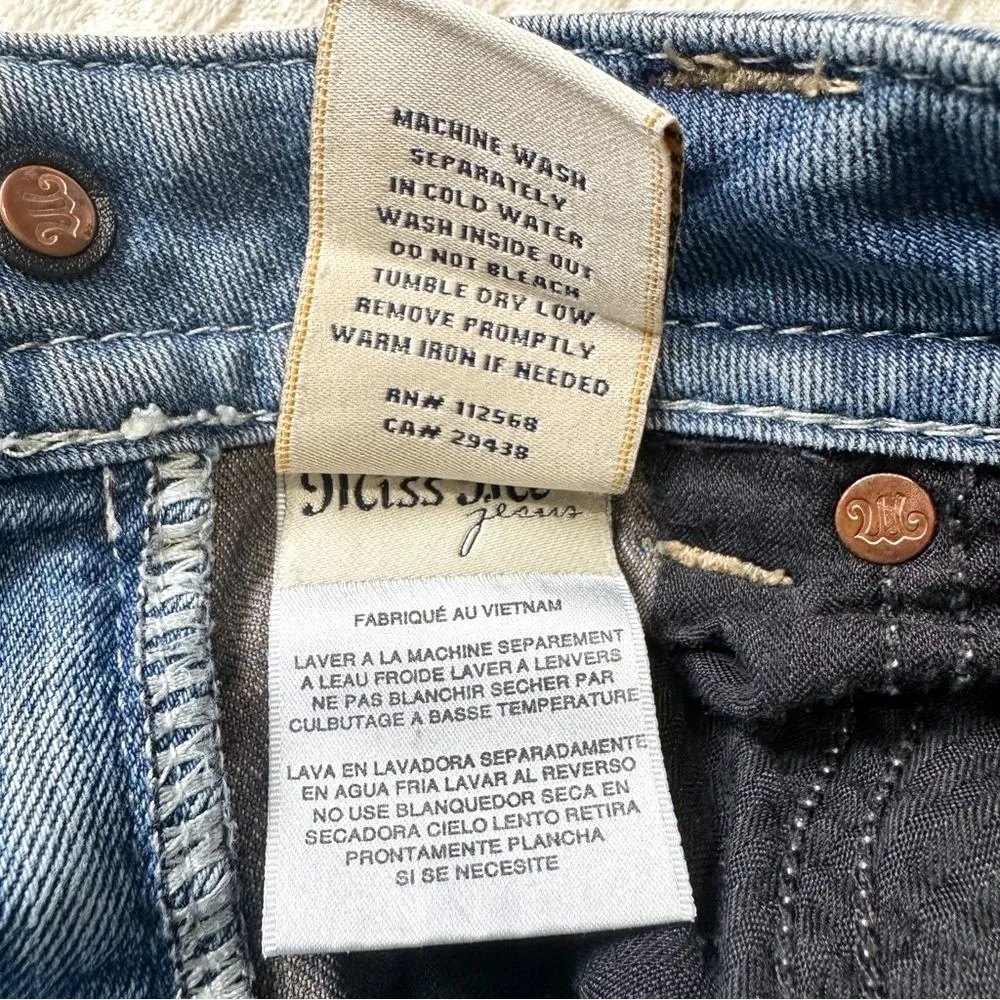 MACHINE WASH
SEPARATELY
IN COLD WATER
WASH INSIDE OUT
DO NOT BLEACH
TUMBLE DRY LOW
REMOVE PROMPTLY
WARM IRON IF NEEDED
RN# 112568
CA# 29438
Miss Me
jeans
FABRIQUÉ AU VIETNAM
LAVER A LA MACHINE SEPAREMENT
A LEAU FROIDE LAVER A LENVERS
NE PAS BLANCHIR SECHER PAR
CULBUTAGE A BASSE TEMPERATURE
LAVA EN LAVADORA SEPARADAMENTE
EN AGUA FRIA LAVAR AL REVERSO
NO USE BLANQUEDOR SECA EN
SECADORA CIELO LENTO RETIRA
PRONTAMENTE PLANCHA
SI SE NECESITE